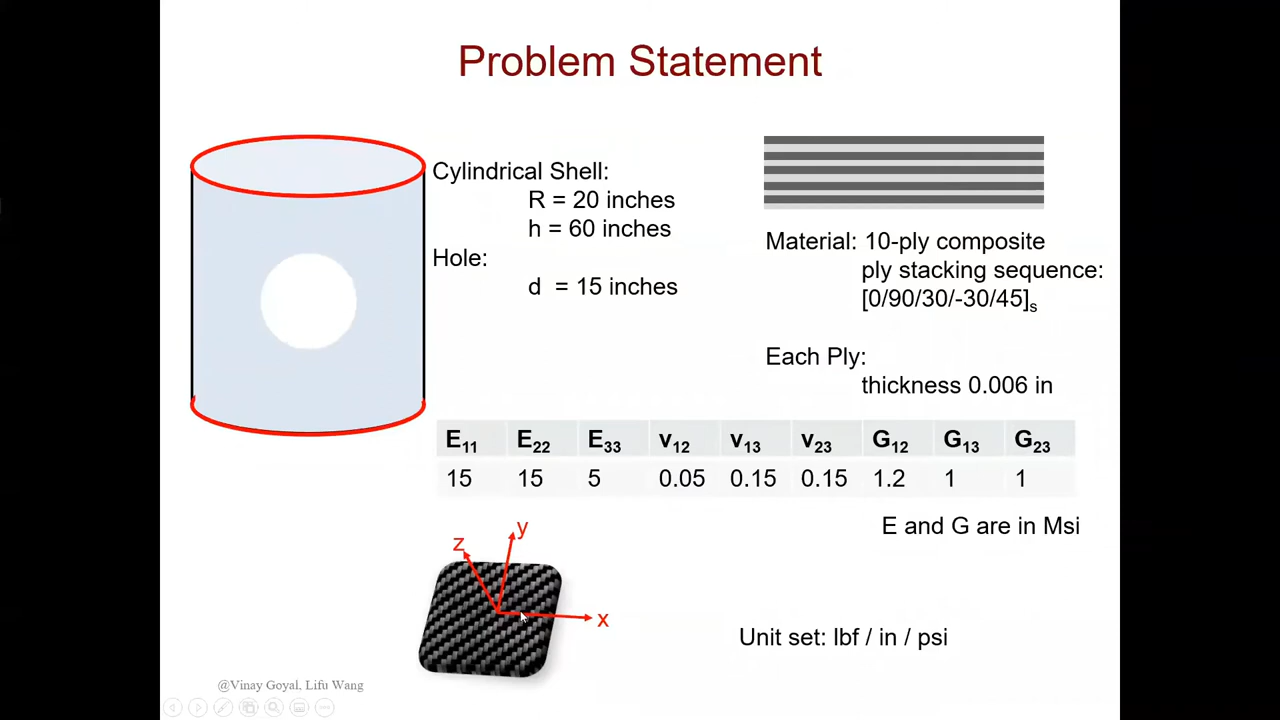 Problem Statement
Cylindrical Shell:
R = 20 inches
h = 60 inches
Hole:
d = 15 inches
Material: 10-ply composite
ply stacking sequence:
[0/90/30/-30/45]s
Each Ply:
thickness 0.006 in
E11 E22 E33 v12 v13 v23 G12 G13 G23
15 15 5 0.05 0.15 0.15 1.2 1 1
E and G are in Msi
z y
x
Unit set: lbf / in / psi
@Vinay Goyal, Lifu Wang